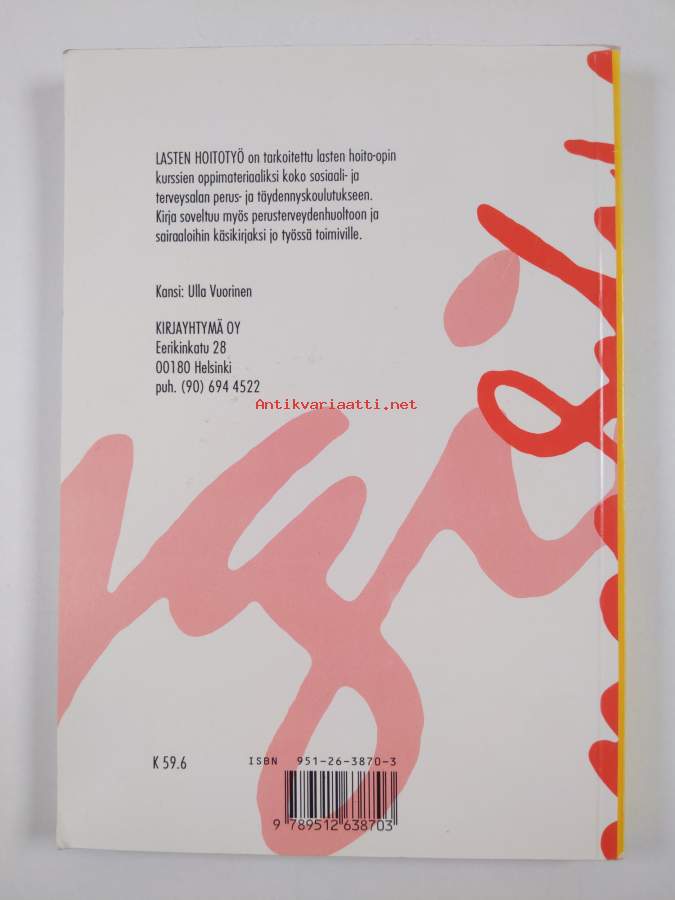 LASTEN HOITOTYÖ on tarkoitettu lasten hoito-opin
kurssien oppimateriaaliksi koko sosiaali- ja
terveysalan perus- ja täydennyskoulutukseen.
Kirja soveltuu myös perusterveydenhuoltoon ja
sairaaloihin käsikirjaksi jo työssä toimiville.
Kansi: Ulla Vuorinen
KIRJAYHTYMÄ OY
Eerikinkatu 28
00180 Helsinki
puh. (90) 694 4522
Antikvariaatti.net
K 59.6
ISBN 951-26-3870-3
9 789512 638703